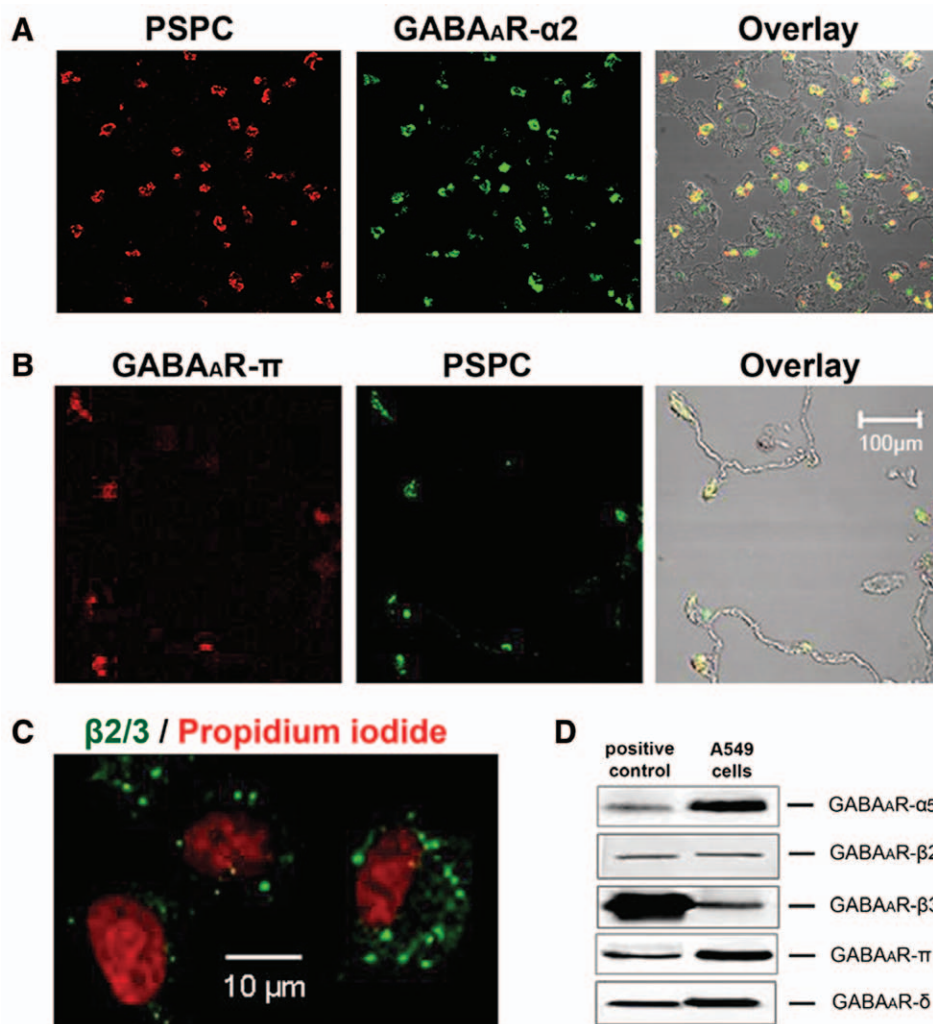 A
PSPC
GABAAR-α2
Overlay
B
GABAAR-π
PSPC
Overlay
100μm
C
β2/3 / Propidium iodide
10 μm
D
positive control
A549 cells
GABAAR-α5
GABAAR-β2
GABAAR-β3
GABAAR-π
GABAAR-δ